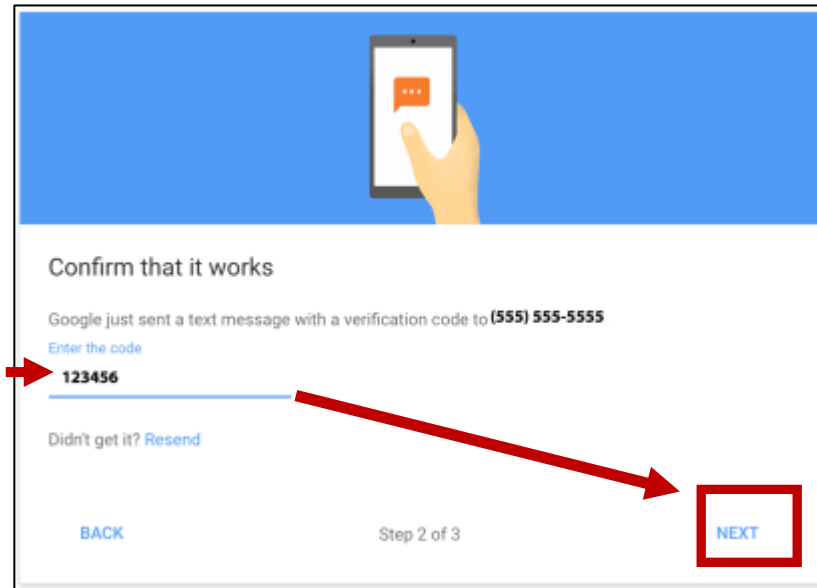 Confirm that it works
Google just sent a text message with a verification code to (555) 555-5555
Enter the code
123456
Didn't get it? Resend
BACK Step 2 of 3 NEXT